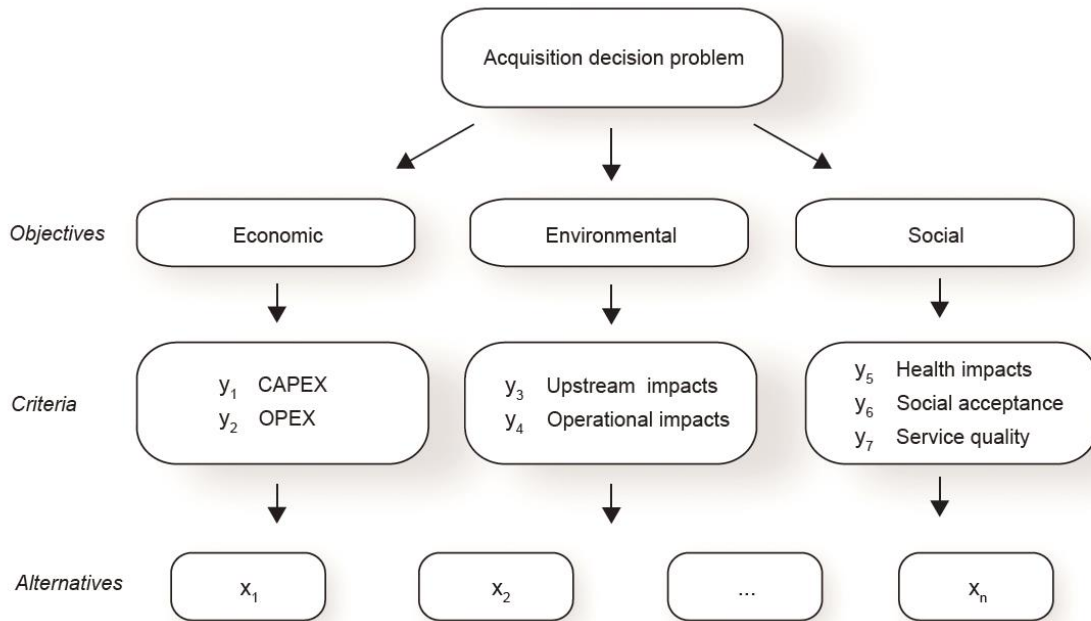 Acquisition decision problem
Objectives
Economic
Environmental
Social
Criteria
y₁ CAPEX
y₂ OPEX
y₃ Upstream impacts
y₄ Operational impacts
y₅ Health impacts
y₆ Social acceptance
y₇ Service quality
Alternatives
x₁
x₂
...
xₙ